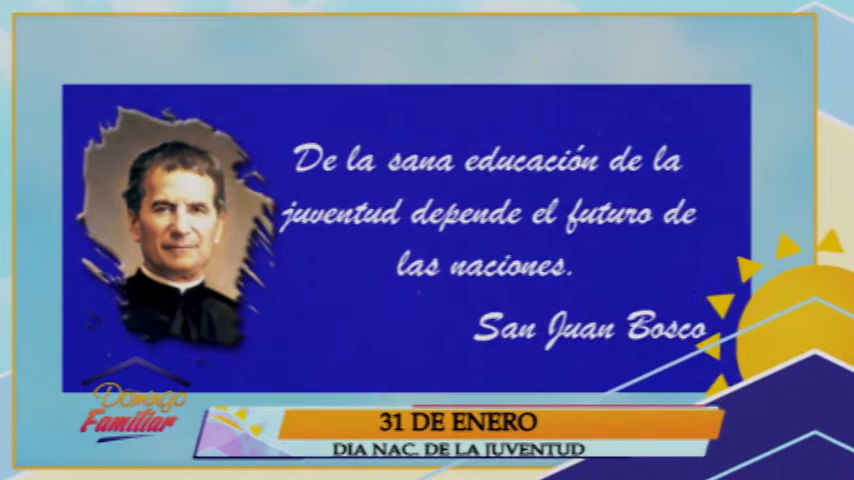 De la sana educación de la
juventud depende el futuro de
las naciones.
San Juan Bosco
Domingo
Familiar
31 DE ENERO
DIA NAC. DE LA JUVENTUD